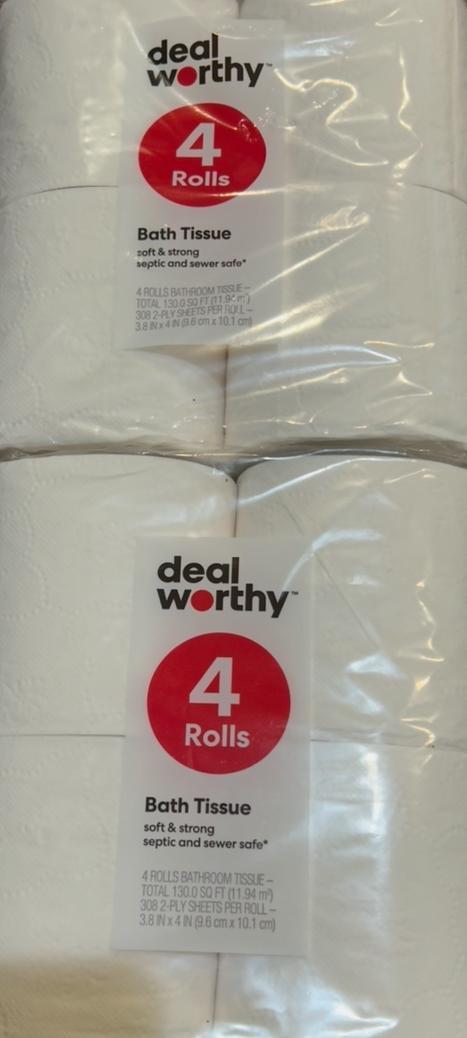 deal
worthy™
4
Rolls
Bath Tissue
soft & strong
septic and sewer safe*
4 ROLLS BATHROOM TISSUE –
TOTAL 130.0 SQ FT (11.94 m²)
308 2-PLY SHEETS PER ROLL –
3.8 IN x 4 IN (9.6 cm x 10.1 cm)
deal
worthy™
4
Rolls
Bath Tissue
soft & strong
septic and sewer safe*
4 ROLLS BATHROOM TISSUE –
TOTAL 130.0 SQ FT (11.94 m²)
308 2-PLY SHEETS PER ROLL –
3.8 IN x 4 IN (9.6 cm x 10.1 cm)